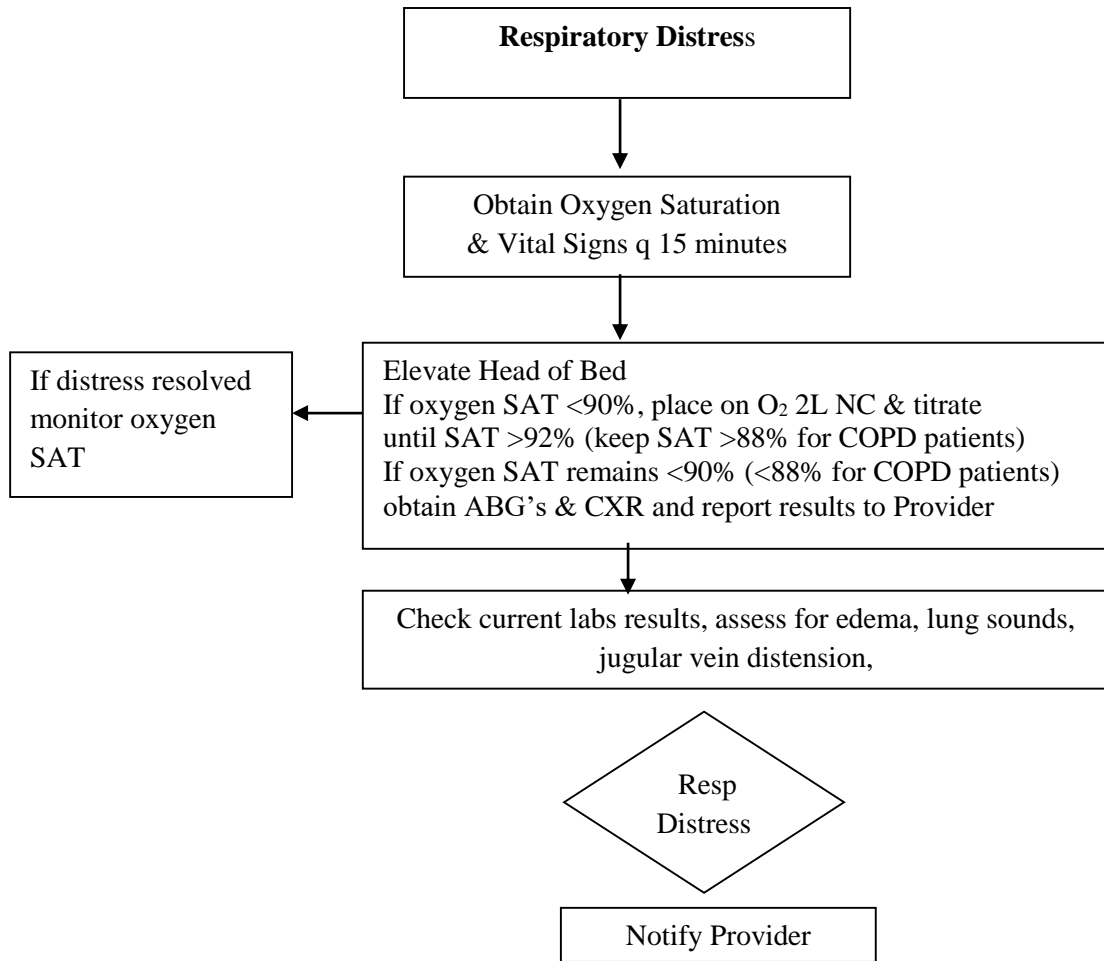 Respiratory Distress
Obtain Oxygen Saturation
& Vital Signs q 15 minutes
If distress resolved
monitor oxygen
SAT
Elevate Head of Bed
If oxygen SAT <90%, place on O₂ 2L NC & titrate
until SAT >92% (keep SAT >88% for COPD patients)
If oxygen SAT remains <90% (<88% for COPD patients)
obtain ABG’s & CXR and report results to Provider
Check current labs results, assess for edema, lung sounds,
jugular vein distension,
Resp
Distress
Notify Provider